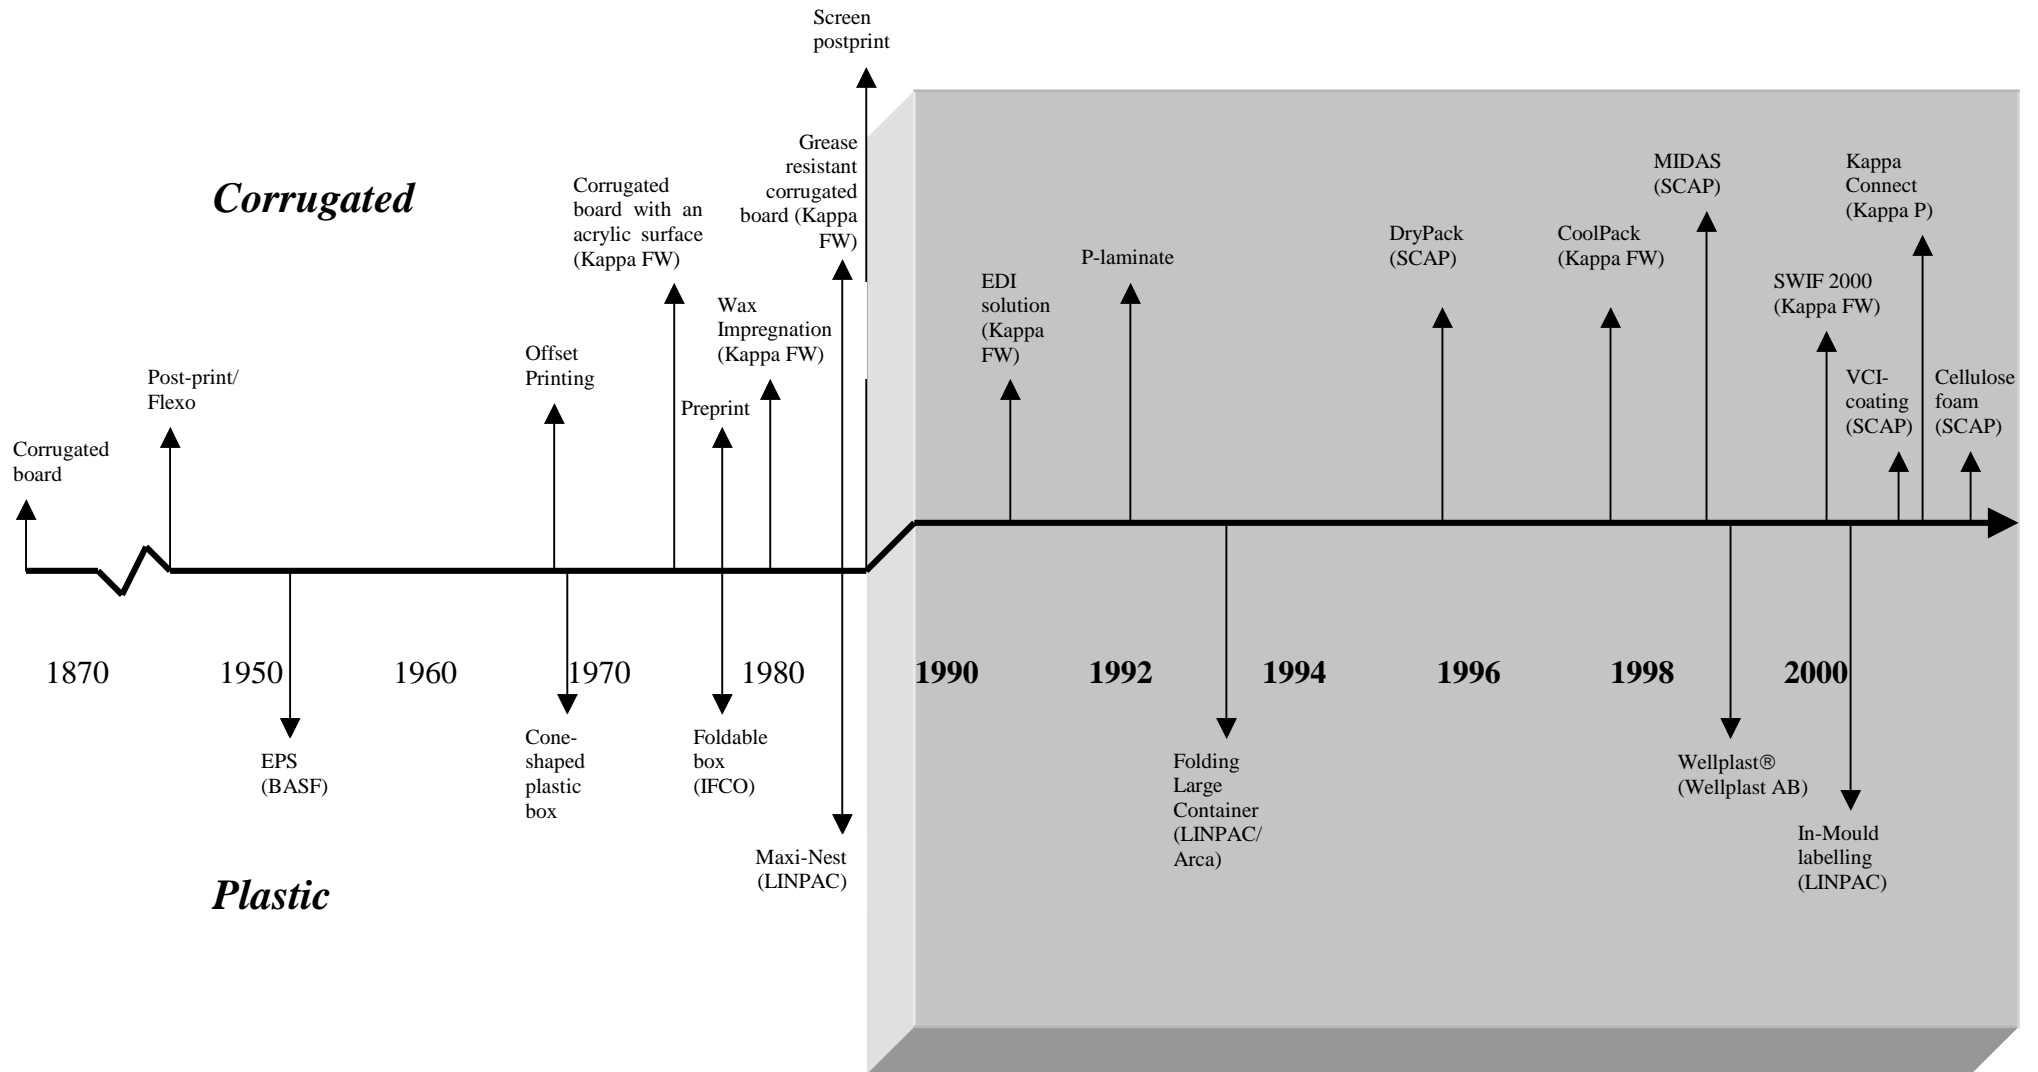 Screen
postprint
Grease
resistant
corrugated
board (Kappa
FW)
Corrugated
Corrugated
board with an
acrylic surface
(Kappa FW)
MIDAS
(SCAP)
Kappa
Connect
(Kappa P)
DryPack
(SCAP)
CoolPack
(Kappa FW)
P-laminate
EDI
solution
(Kappa
FW)
SWIF 2000
(Kappa FW)
Wax
Impregnation
(Kappa FW)
Offset
Printing
Post-print/
Flexo
Preprint
VCI-
coating
(SCAP)
Cellulose
foam
(SCAP)
Corrugated
board
1870 1950 1960 1970 1980 1990 1992 1994 1996 1998 2000
EPS
(BASF)
Cone-
shaped
plastic
box
Foldable
box
(IFCO)
Maxi-Nest
(LINPAC)
Folding
Large
Container
(LINPAC/
Arca)
Wellplast®
(Wellplast AB)
In-Mould
labelling
(LINPAC)
Plastic